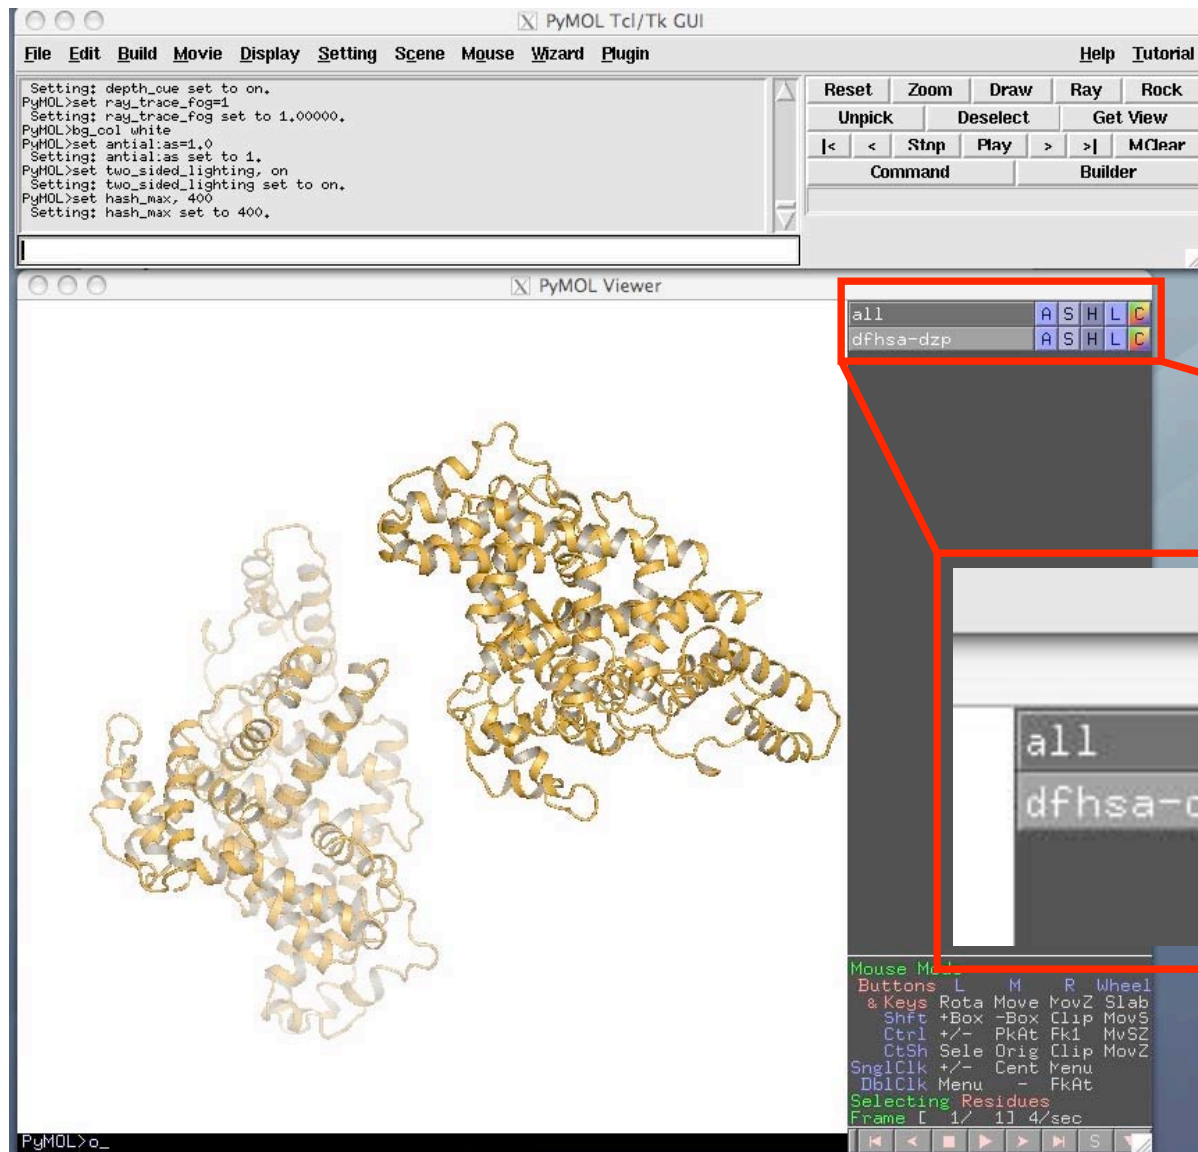 PyMOL Tcl/Tk GUI
File Edit Build Movie Display Setting Scene Mouse Wizard Plugin Help Tutorial
Setting: depth_cue set to on.
PyMOL>set ray_trace_fog=1
Setting: ray_trace_fog set to 1.00000.
PyMOL>bg_col white
PyMOL>set antial:as=1.0
Setting: antial:as set to 1.
PyMOL>set two_sided_lighting, on
Setting: two_sided_lighting set to on.
PyMOL>set hash_max, 400
Setting: hash_max set to 400.
Reset Zoom Draw Ray Rock
Unpick Deselect Get View
|< < Stop Play > >| MClear
Command Builder
PyMOL Viewer
all A S H L C
dfhsa-dzp A S H L C
all
dfhsa-d
Mouse Mode
Buttons L M R Wheel
& Keys Rota Move MovZ Slab
Shft +Box -Box Clip MovS
Ctrl +/- PkAt Pk1 MvSZ
CtSh Sele Orig Clip MovZ
SnglClk +/- Cent Menu
DblClk Menu - PkAt
Selecting Residues
Frame [ 1/ 1] 4/sec
PyMOL>o_
S